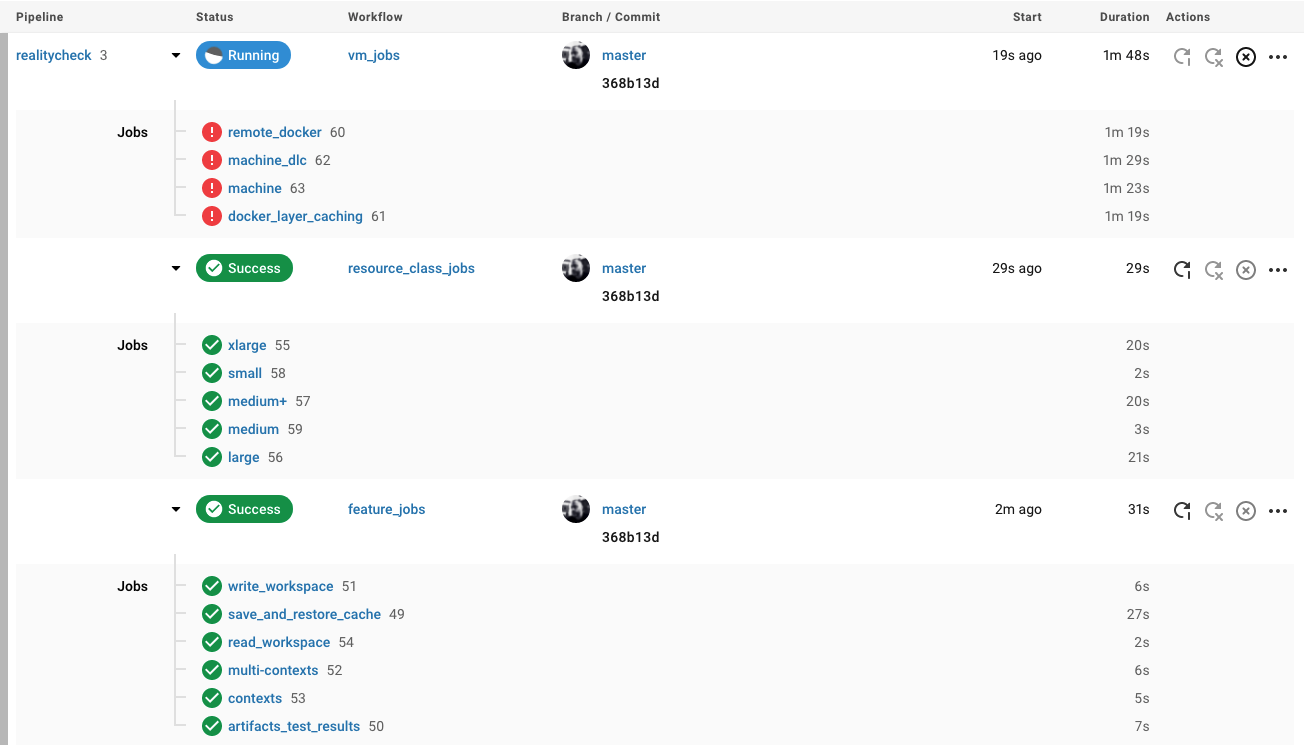 Pipeline Status Workflow Branch / Commit Start Duration Actions
realitycheck 3 Running vm_jobs master 19s ago 1m 48s
368b13d
Jobs remote_docker 60 1m 19s
machine_dlc 62 1m 29s
machine 63 1m 23s
docker_layer_caching 61 1m 19s
Success resource_class_jobs master 29s ago 29s
368b13d
Jobs xlarge 55 20s
small 58 2s
medium+ 57 20s
medium 59 3s
large 56 21s
Success feature_jobs master 2m ago 31s
368b13d
Jobs write_workspace 51 6s
save_and_restore_cache 49 27s
read_workspace 54 2s
multi-contexts 52 6s
contexts 53 5s
artifacts_test_results 50 7s